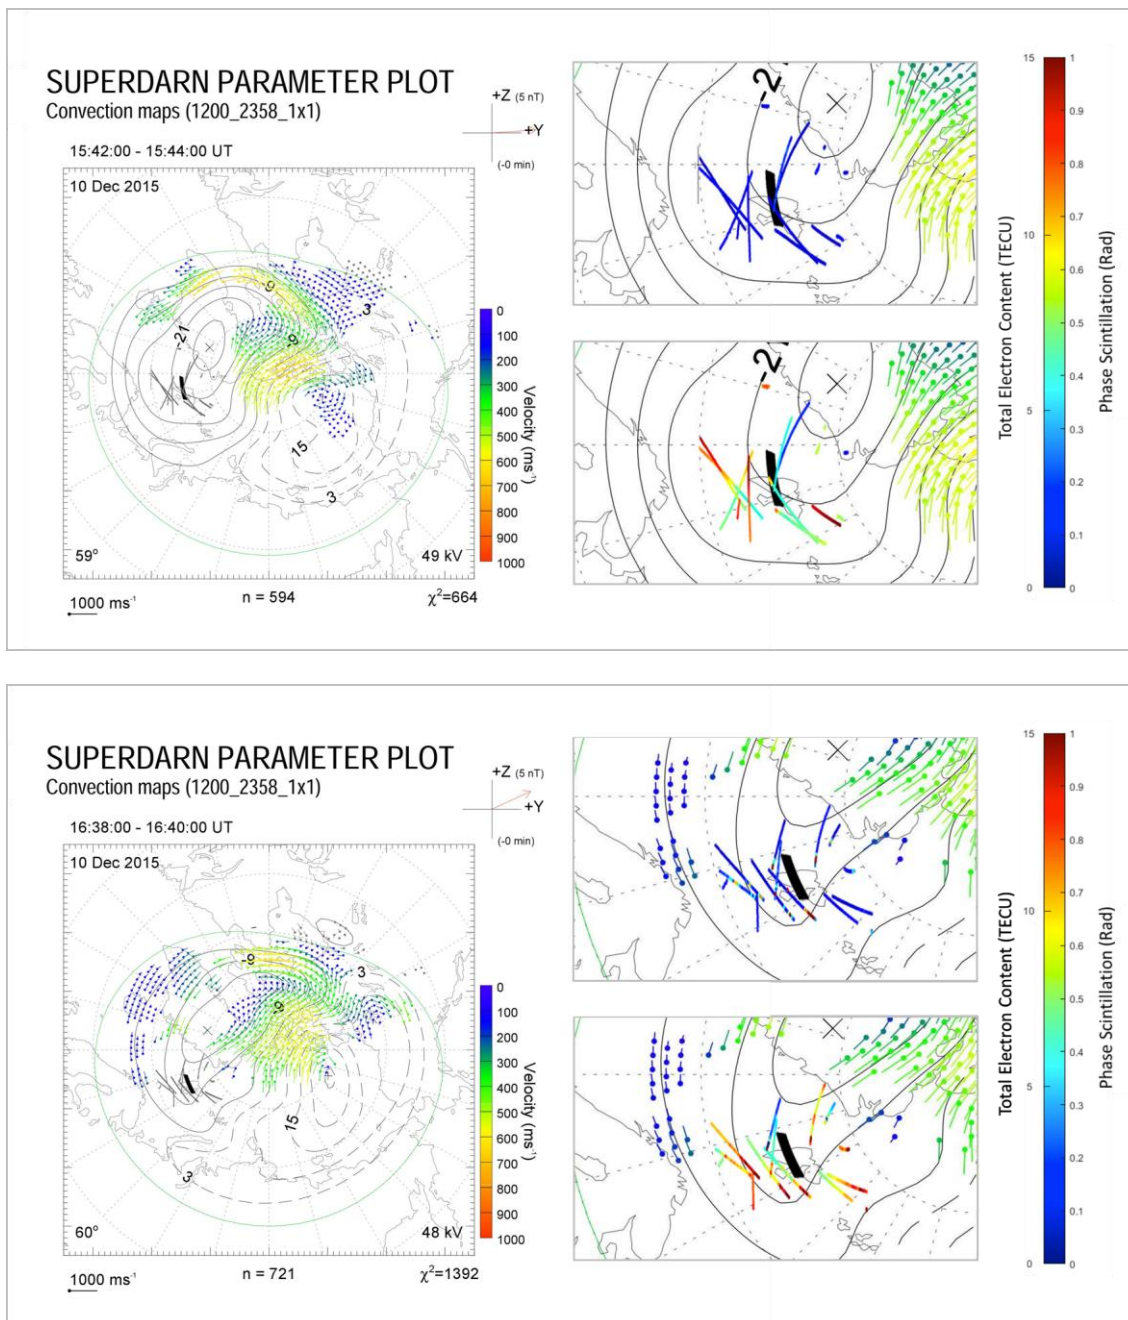 SUPERDARN PARAMETER PLOT
Convection maps (1200_2358_1x1)
+Z (5 nT)
+Y
(-0 min)
15:42:00 - 15:44:00 UT
10 Dec 2015
-9
3
-21
-9
15
3
59°
49 kV
1000 ms⁻¹
n = 594
χ²=664
0
100
200
300
400
500
600
700
800
900
1000
Velocity (ms⁻¹)
-2
-2
Total Electron Content (TECU)
15
10
5
0
1
0.9
0.8
0.7
0.6
0.5
0.4
0.3
0.2
0.1
0
Phase Scintillation (Rad)
SUPERDARN PARAMETER PLOT
Convection maps (1200_2358_1x1)
+Z (5 nT)
+Y
(-0 min)
16:38:00 - 16:40:00 UT
10 Dec 2015
-9
3
-9
15
3
60°
48 kV
1000 ms⁻¹
n = 721
χ²=1392
0
100
200
300
400
500
600
700
800
900
1000
Velocity (ms⁻¹)
Total Electron Content (TECU)
15
10
5
0
1
0.9
0.8
0.7
0.6
0.5
0.4
0.3
0.2
0.1
0
Phase Scintillation (Rad)